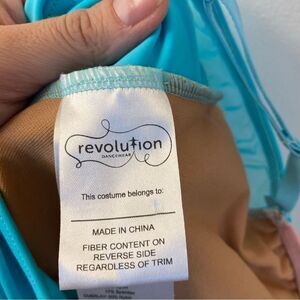 revolution
DANCEWEAR
This costume belongs to:
MADE IN CHINA
FIBER CONTENT ON
REVERSE SIDE
REGARDLESS OF TRIM